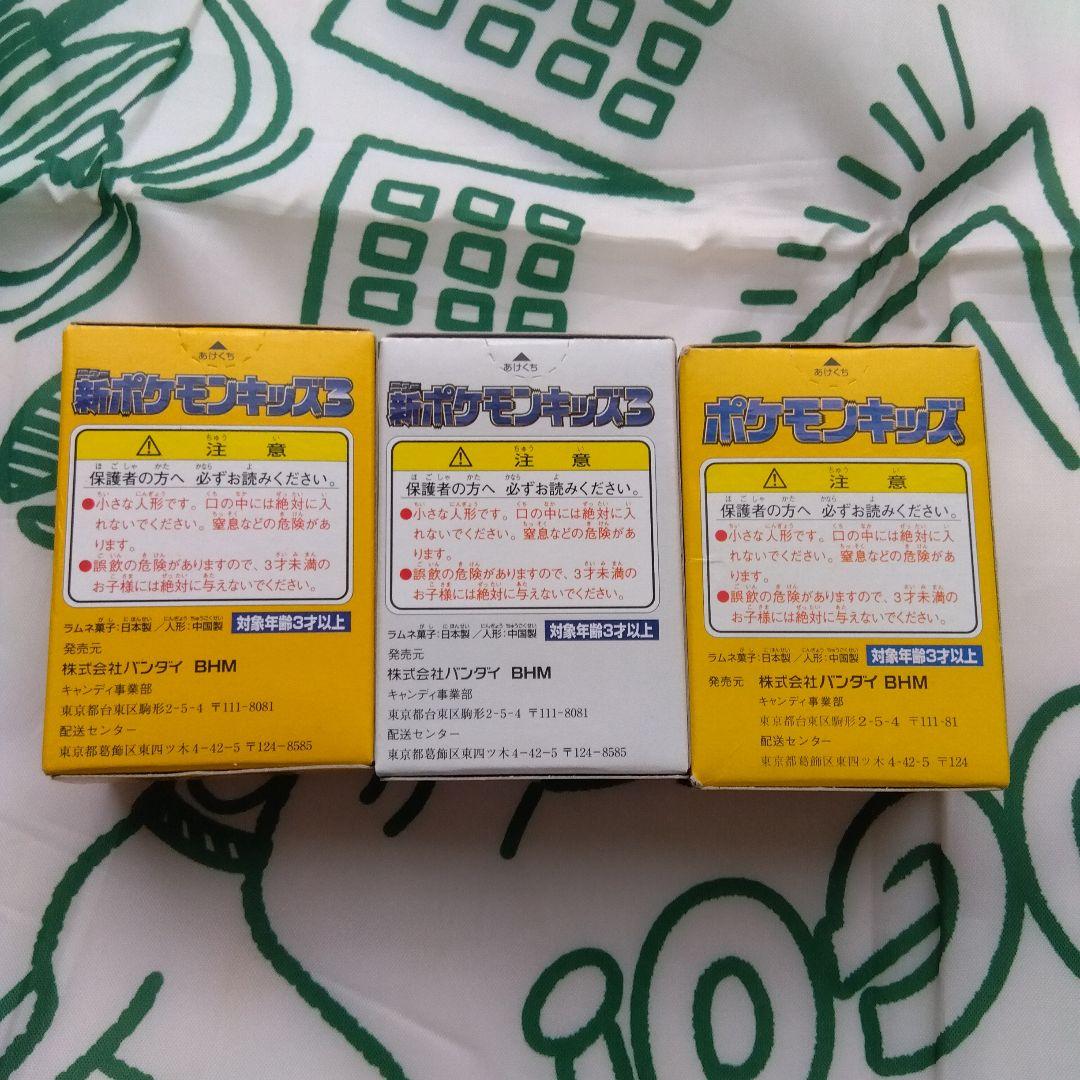 あけくち
新ポケモンキッズ3
注意
保護者の方へ 必ずお読みください。
●小さな人形です。口の中には絶対に入
れないでください。窒息などの危険があ
ります。
●誤飲の危険がありますので、3才未満の
お子様には絶対に与えないでください。
ラムネ菓子:日本製/人形:中国製 対象年齢3才以上
発売元
株式会社バンダイ BHM
キャンディ事業部
東京都台東区駒形2-5-4 〒111-8081
配送センター
東京都葛飾区東四ツ木4-42-5 〒124-8585
あけくち
新ポケモンキッズ3
注意
保護者の方へ 必ずお読みください。
●小さな人形です。口の中には絶対に入
れないでください。窒息などの危険があ
ります。
●誤飲の危険がありますので、3才未満の
お子様には絶対に与えないでください。
ラムネ菓子:日本製/人形:中国製 対象年齢3才以上
発売元
株式会社バンダイ BHM
キャンディ事業部
東京都台東区駒形2-5-4 〒111-8081
配送センター
東京都葛飾区東四ツ木4-42-5 〒124-8585
あけくち
ポケモンキッズ
注意
保護者の方へ 必ずお読みください。
●小さな人形です。口の中には絶対に入
れないでください。窒息などの危険があ
ります。
●誤飲の危険がありますので、3才未満の
お子様には絶対に与えないでください。
ラムネ菓子:日本製/人形:中国製 対象年齢3才以上
発売元 株式会社バンダイ BHM
キャンディ事業部
東京都台東区駒形2-5-4 〒111-81
配送センター
東京都葛飾区東四ツ木4-42-5 〒124